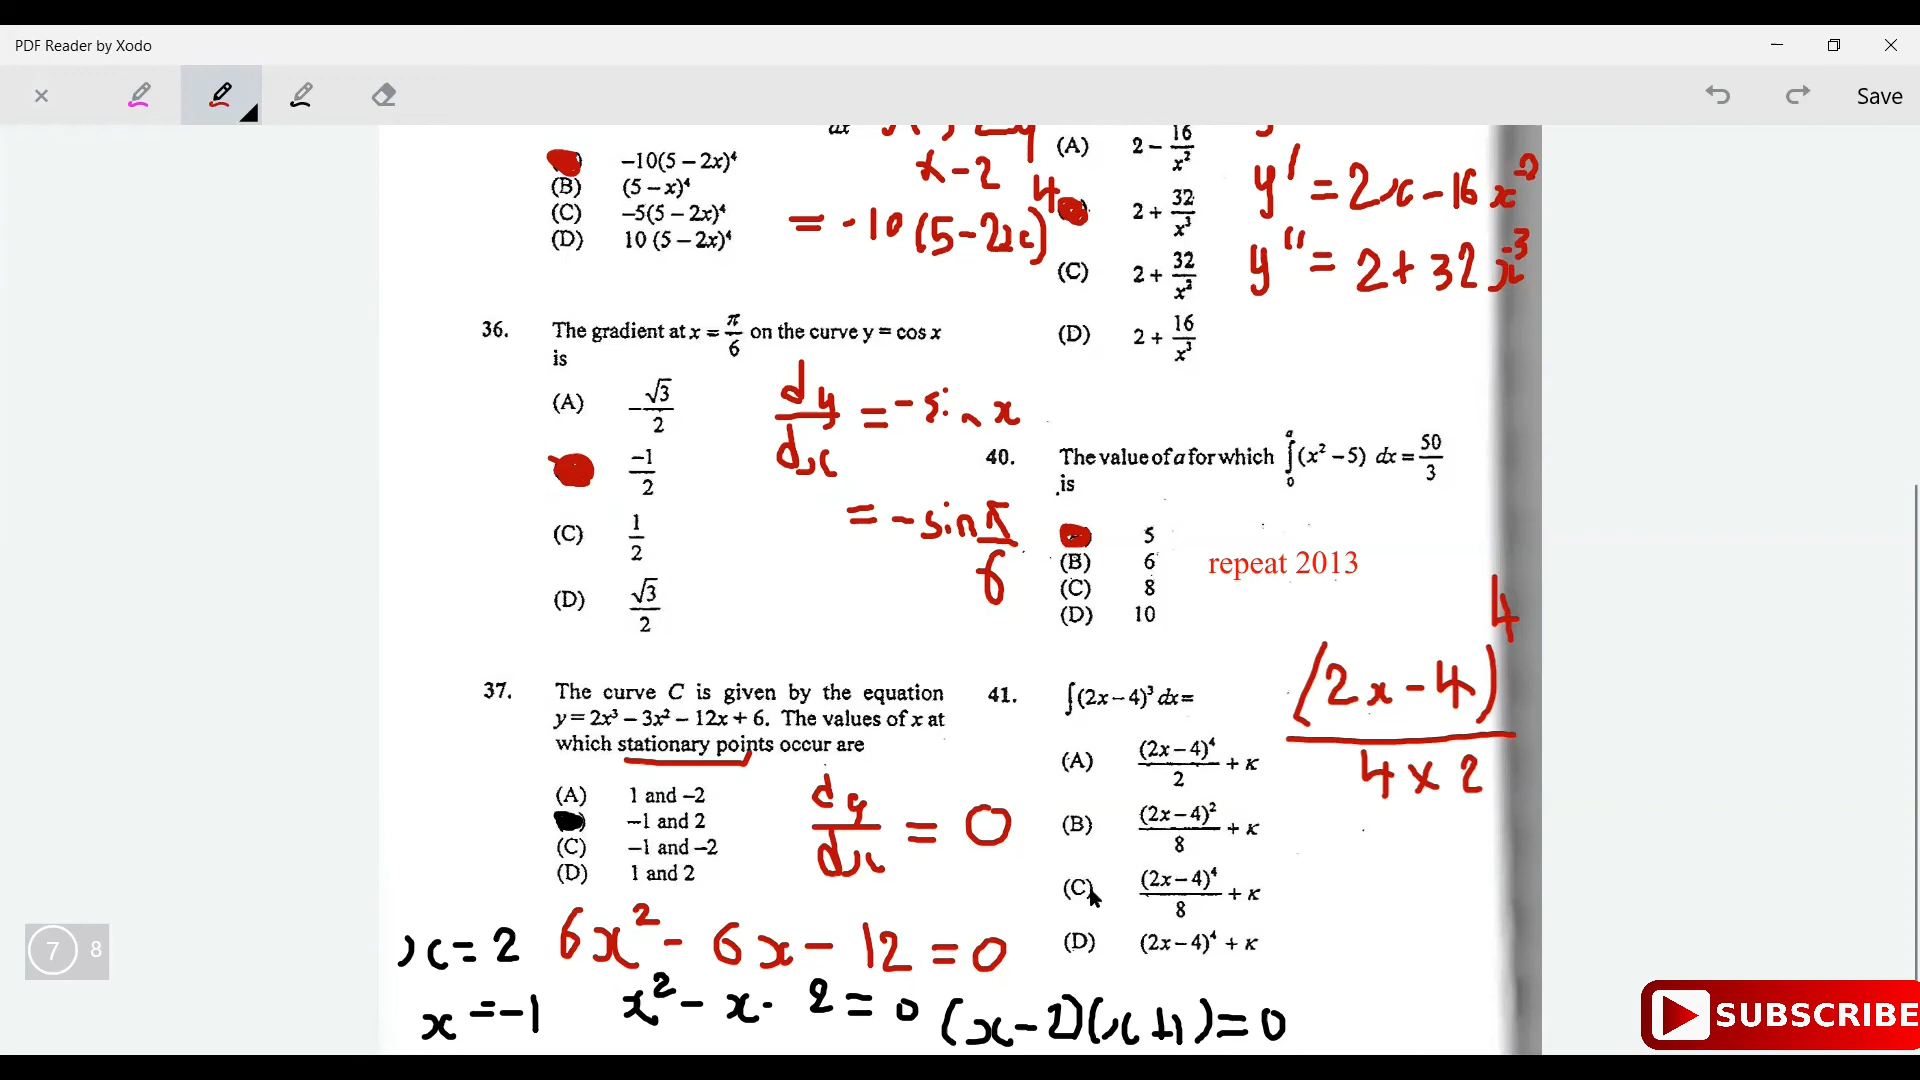 PDF Reader by Xodo
Save
−10(5 − 2x)⁴
(B) (5 − x)⁴
(C) −5(5 − 2x)⁴
(D) 10 (5 − 2x)⁴
x − 2
= -10 (5-2x)⁴
36. The gradient at x = π/6 on the curve y = cos x
is
(A) −√3/2
−1/2
(C) 1/2
(D) √3/2
dy/dx = - sin x
= - sin π/6
37. The curve C is given by the equation
y = 2x³ − 3x² − 12x + 6. The values of x at
which stationary points occur are
(A) 1 and −2
−1 and 2
(C) −1 and −2
(D) 1 and 2
dy/dx = 0
6x² - 6x - 12 = 0
x = 2
x = -1
x² - x - 2 = 0
(x-2)(x+1) = 0
(A) 2 − 16/x²
2 + 32/x³
(C) 2 + 32/x²
(D) 2 + 16/x³
y' = 2x - 16x⁻²
y'' = 2 + 32x⁻³
40. The value of a for which ∫₀ᵃ (x² − 5) dx = 50/3
is
5
(B) 6
(C) 8
(D) 10
repeat 2013
41. ∫(2x − 4)³ dx =
(A) (2x − 4)⁴/2 + κ
(B) (2x − 4)²/8 + κ
(C) (2x − 4)⁴/8 + κ
(D) (2x − 4)⁴ + κ
(2x-4)⁴
4 x 2
7 8
SUBSCRIBE